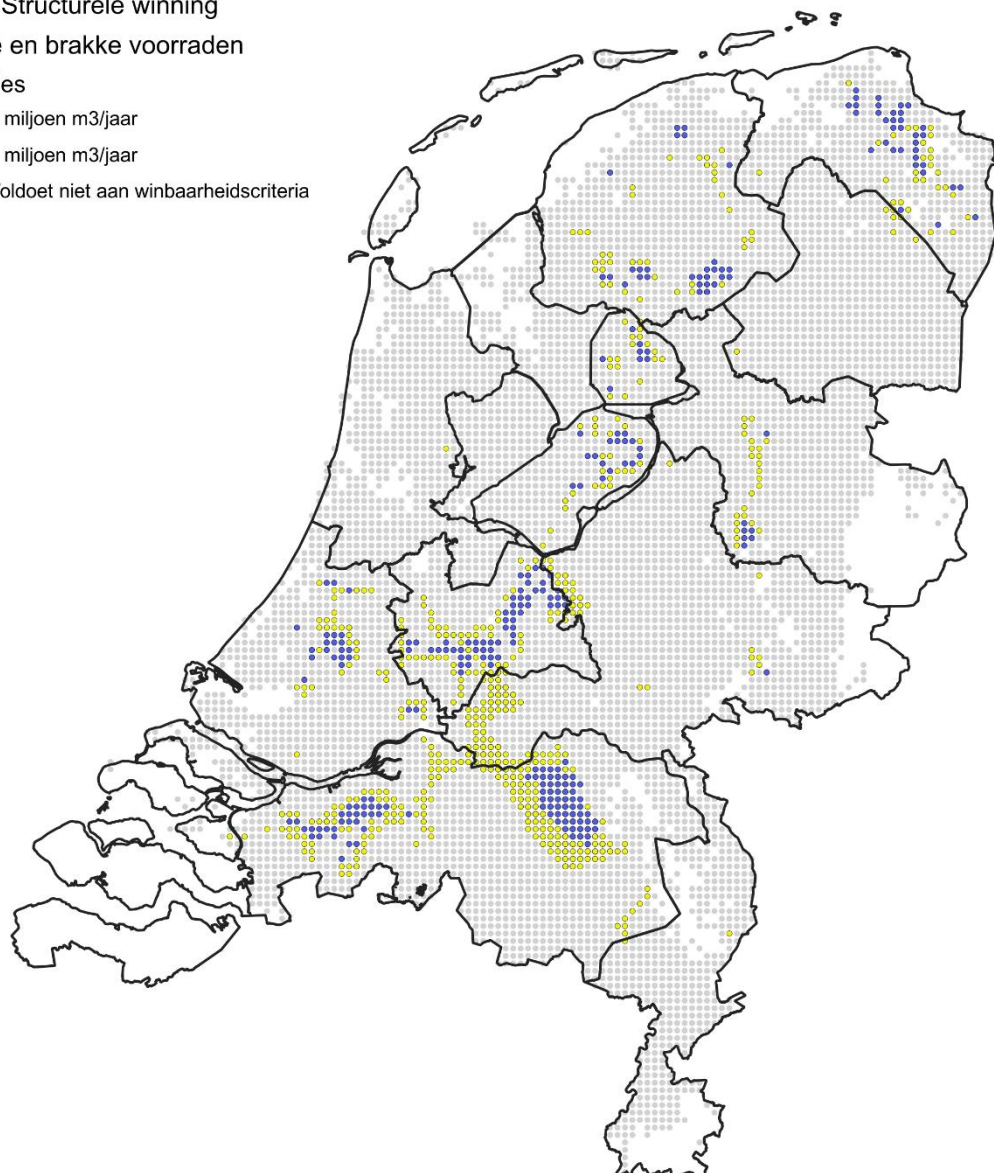 Structurele winning
e en brakke voorraden
es
miljoen m3/jaar
miljoen m3/jaar
oldoet niet aan winbaarheidscriteria